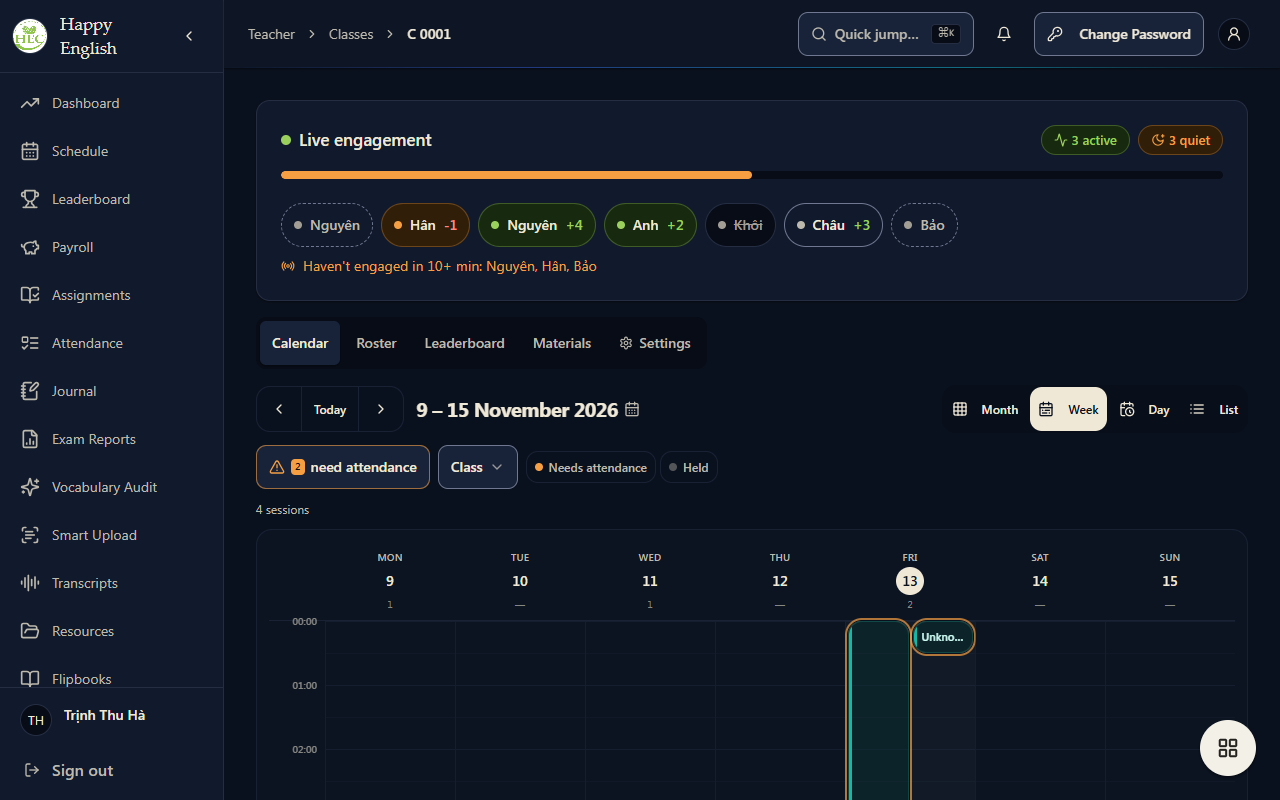 HEC
Happy English
Teacher > Classes > C 0001
Quick jump... ⌘K
Change Password
Dashboard
Schedule
Leaderboard
Payroll
Assignments
Attendance
Journal
Exam Reports
Vocabulary Audit
Smart Upload
Transcripts
Resources
Flipbooks
TH Trịnh Thu Hà
Sign out
Live engagement
3 active
3 quiet
Nguyên
Hân -1
Nguyên +4
Anh +2
Khôi
Châu +3
Bảo
Haven't engaged in 10+ min: Nguyên, Hân, Bảo
Calendar Roster Leaderboard Materials Settings
Today
9 – 15 November 2026
Month Week Day List
2 need attendance
Class
Needs attendance
Held
4 sessions
MON TUE WED THU FRI SAT SUN
9 10 11 12 13 14 15
1 — 1 — 2 — —
00:00
Unkno...
01:00
02:00